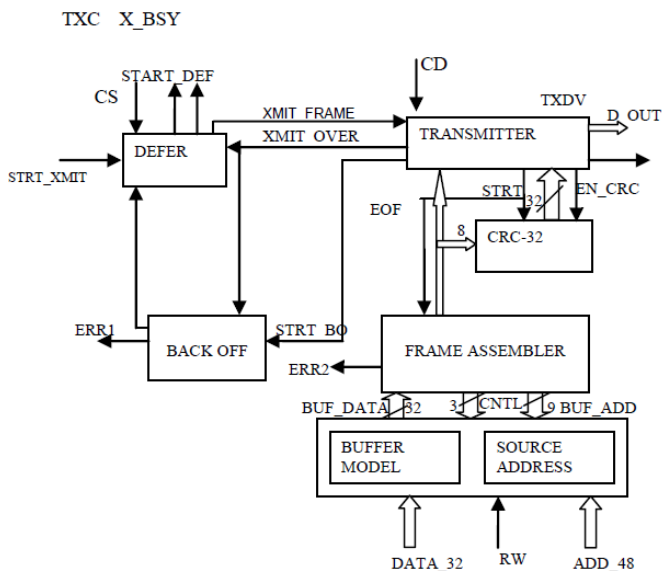 TXC X_BSY
START_DEF
CD
CS
TXDV
D_OUT
XMIT_FRAME
TRANSMITTER
XMIT_OVER
DEFER
STRT_XMIT
STRT
32
EN_CRC
EOF
8
CRC-32
ERR1
STRT_BO
BACK OFF
FRAME ASSEMBLER
ERR2
BUF_DATA
32
3
CNTL
9
BUF_ADD
BUFFER
MODEL
SOURCE
ADDRESS
DATA_32
RW
ADD_48